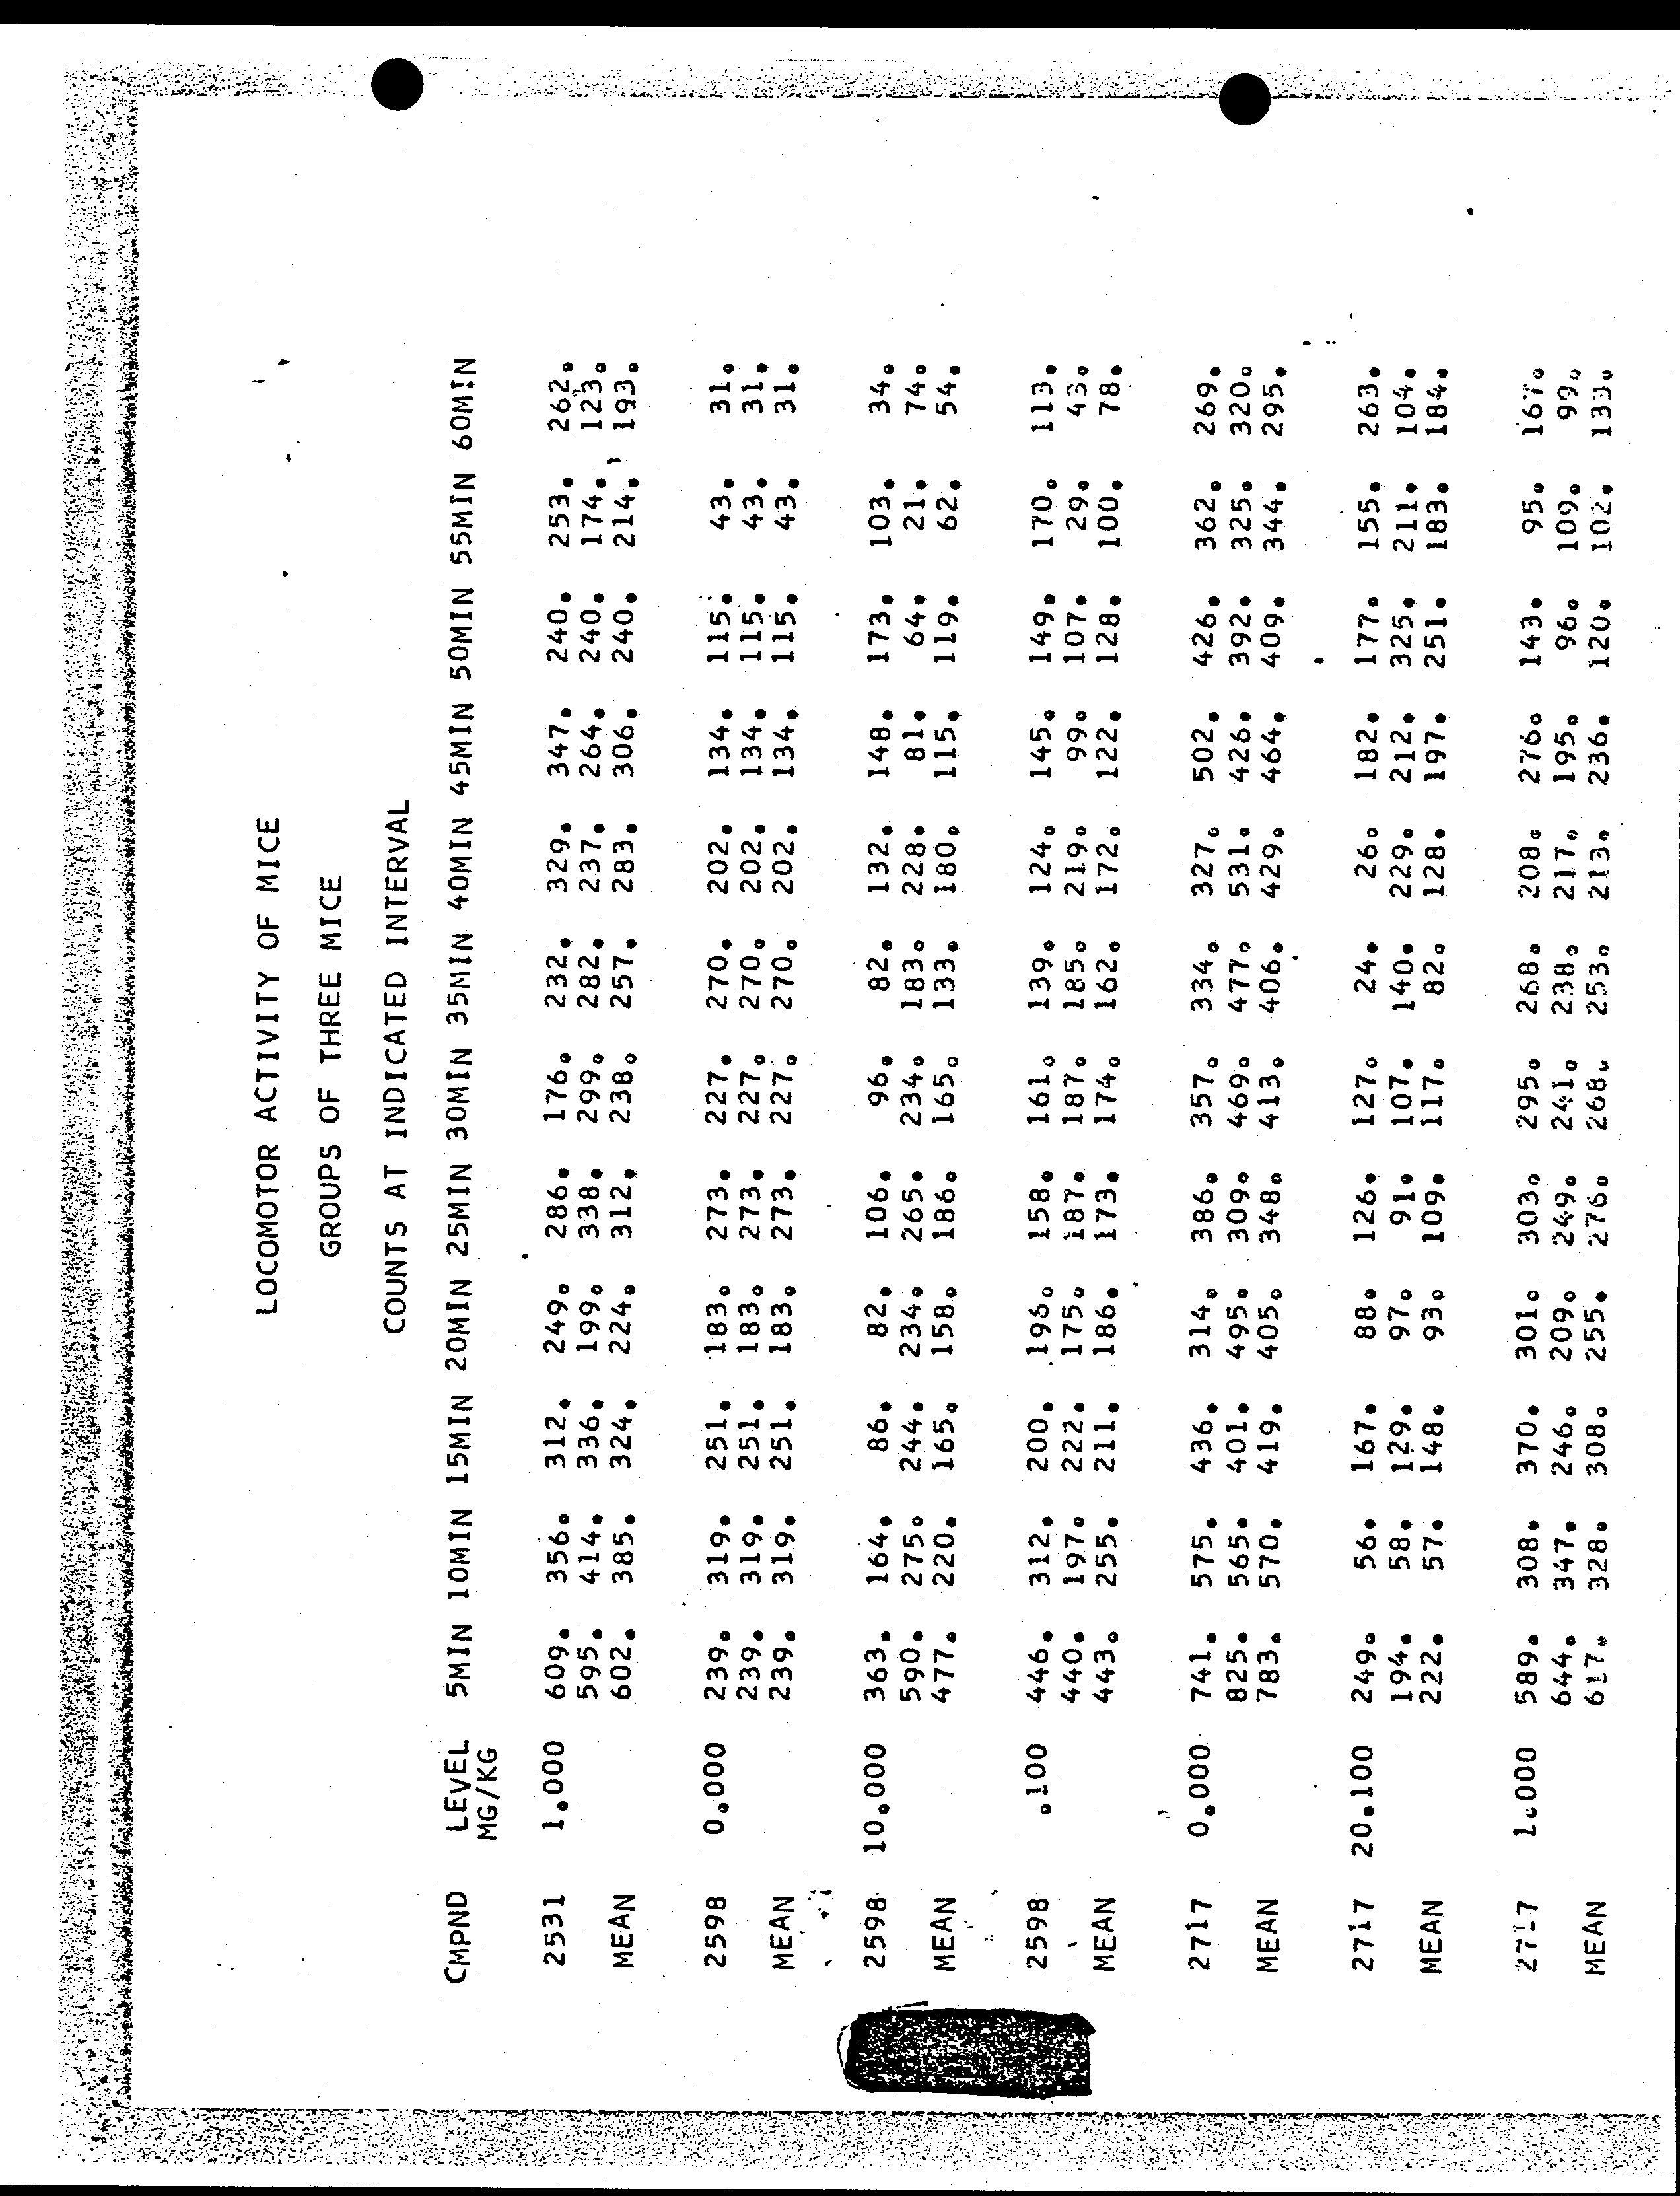 LOCOMOTOR ACTIVITY OF MICE
GROUPS OF THREE MICE
COUNTS AT INDICATED INTERVAL
CMPND LEVEL 5MIN 10MIN 15MIN 20MIN 25MIN 30MIN 35MIN 40MIN 45MIN 50MIN 55MIN 60MIN
MG/KG
2531 1.000 609. 356. 312. 249. 286. 176. 232. 329. 347. 240. 253. 262.
595. 414. 336. 199. 338. 299. 282. 237. 264. 240. 174. 123.
MEAN 602. 385. 324. 224. 312. 238. 257. 283. 306. 240. 214. 193.
2598 0.000 239. 319. 251. 183. 273. 227. 270. 202. 134. 115. 43. 31.
239. 319. 251. 183. 273. 227. 270. 202. 134. 115. 43. 31.
MEAN 239. 319. 251. 183. 273. 227. 270. 202. 134. 115. 43. 31.
2598 10.000 363. 164. 86. 82. 106. 96. 82. 132. 148. 173. 103. 34.
590. 275. 244. 234. 265. 234. 183. 228. 81. 64. 21. 74.
MEAN 477. 220. 165. 158. 186. 165. 133. 180. 115. 119. 62. 54.
2598 .100 446. 312. 200. 196. 158. 161. 139. 124. 145. 149. 170. 113.
440. 197. 222. 175. 187. 187. 185. 219. 99. 107. 29. 43.
MEAN 443. 255. 211. 186. 173. 174. 162. 172. 122. 128. 100. 78.
2717 0.000 741. 575. 436. 314. 386. 357. 334. 327. 502. 426. 362. 269.
825. 565. 401. 495. 309. 469. 477. 531. 426. 392. 325. 320.
MEAN 783. 570. 419. 405. 348. 413. 406. 429. 464. 409. 344. 295.
2717 20.100 249. 56. 167. 88. 126. 127. 24. 26. 182. 177. 155. 263.
194. 58. 129. 97. 91. 107. 140. 229. 212. 325. 211. 104.
MEAN 222. 57. 148. 93. 109. 117. 82. 128. 197. 251. 183. 184.
2717 1.000 589. 308. 370. 301. 303. 295. 268. 208. 276. 143. 95. 167.
644. 347. 246. 209. 249. 241. 238. 217. 195. 96. 109. 99.
MEAN 617. 328. 308. 255. 276. 268. 253. 213. 236. 120. 102. 133.